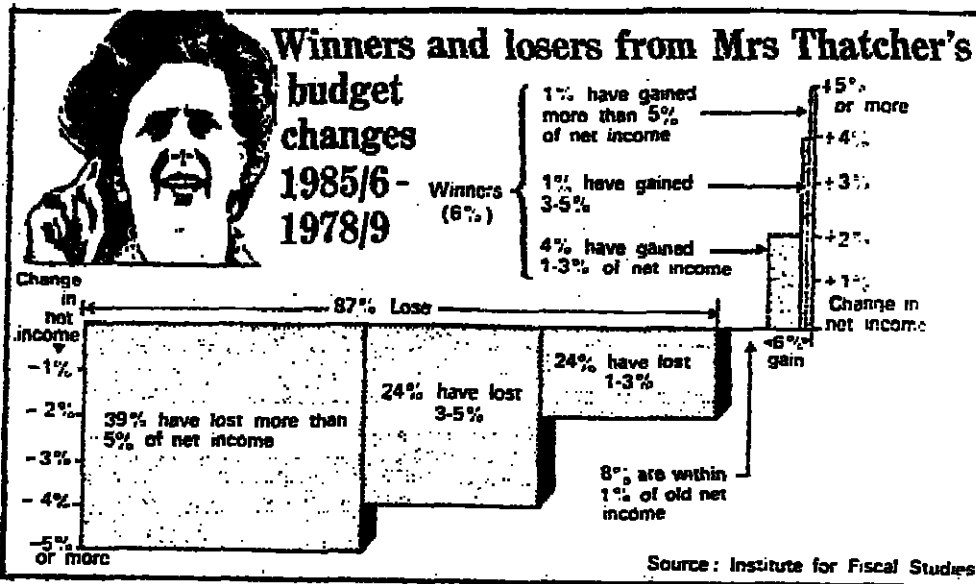 Winners and losers from Mrs Thatcher's
budget
changes
1985/6 -
1978/9
Winners
(6%)
1% have gained
more than 5%
of net income
1% have gained
3-5%
4% have gained
1-3% of net income
+5%
or more
+4%
+3%
+2%
+1%
Change in
net income
6%
gain
Change
in
net
income
87% Lose
-1%
-2%
-3%
-4%
-5%
or more
39% have lost more than
5% of net income
24% have lost
3-5%
24% have lost
1-3%
8% are within
1% of old net
income
Source: Institute for Fiscal Studies